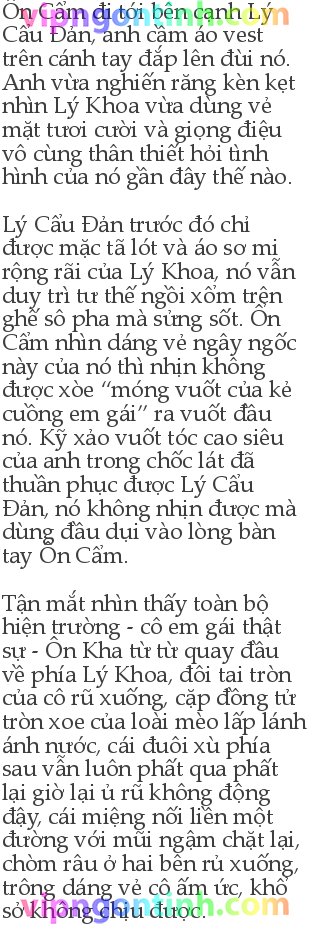 Ôn Cẩm đi tới bên cạnh Lý
Cẩu Đản, anh cầm áo vest
trên cánh tay đắp lên đùi nó.
Anh vừa nghiến răng kèn kẹt
nhìn Lý Khoa vừa dùng vẻ
mặt tươi cười và giọng điệu
vô cùng thân thiết hỏi tình
hình của nó gần đây thế nào.

Lý Cẩu Đản trước đó chỉ
được mặc tã lót và áo sơ mi
rộng rãi của Lý Khoa, nó vẫn
duy trì tư thế ngồi xổm trên
ghế sô pha mà sửng sốt. Ôn
Cẩm nhìn dáng vẻ ngây ngốc
này của nó thì nhịn không
được xòe “móng vuốt của kẻ
cuồng em gái” ra vuốt đầu
nó. Kỹ xảo vuốt tóc cao siêu
của anh trong chốc lát đã
thuần phục được Lý Cẩu
Đản, nó không nhịn được mà
dùng đầu dụi vào lòng bàn
tay Ôn Cẩm.

Tận mắt nhìn thấy toàn bộ
hiện trường - cô em gái thật
sự - Ôn Kha từ từ quay đầu
về phía Lý Khoa, đôi tai tròn
của cô rũ xuống, cặp đồng tử
tròn xoe của loài mèo lấp lánh
ánh nước, cái đuôi xù phía
sau vẫn luôn phất qua phất
lại giờ lại ủ rũ không động
đậy, cái miệng nối liền một
đường với mũi ngậm chặt lại,
chòm râu ở hai bên rủ xuống,
trông dáng vẻ cô ấm ức, khổ
sở không chịu được.
vipngontinh.com
vipngontinh.com